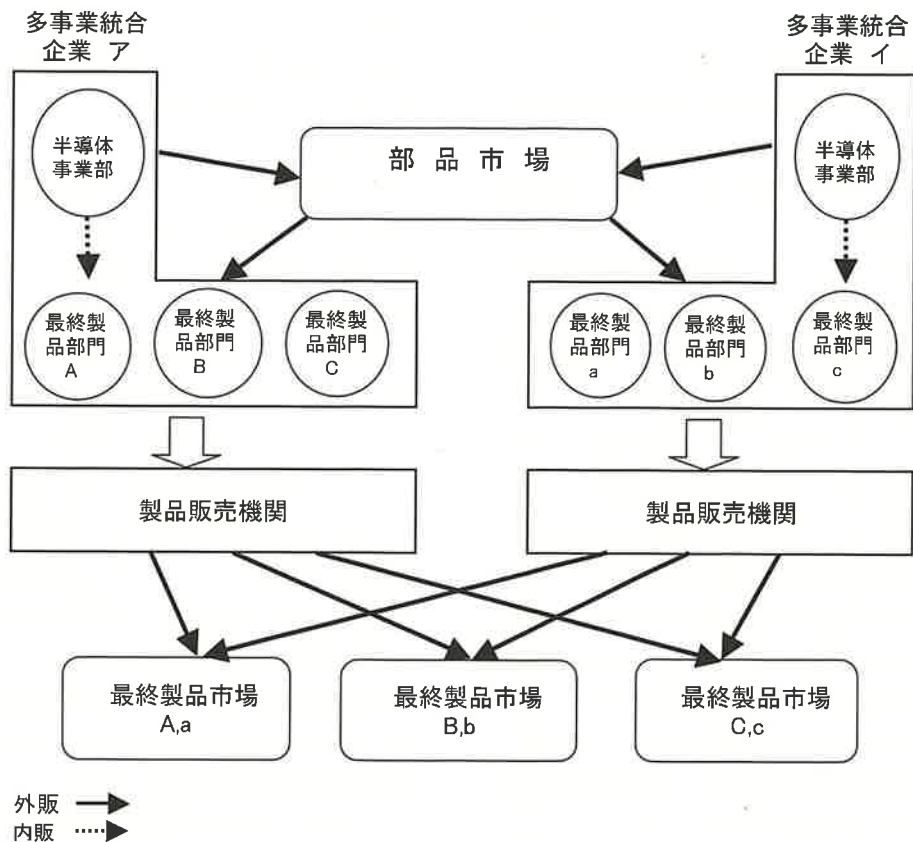 多事業統合
企業 ア
多事業統合
企業 イ
半導体
事業部
部 品 市 場
半導体
事業部
最終製
品部門
A
最終製
品部門
B
最終製
品部門
C
最終製
品部門
a
最終製
品部門
b
最終製
品部門
c
製品販売機関
製品販売機関
最終製品市場
A,a
最終製品市場
B,b
最終製品市場
C,c
外販
内販